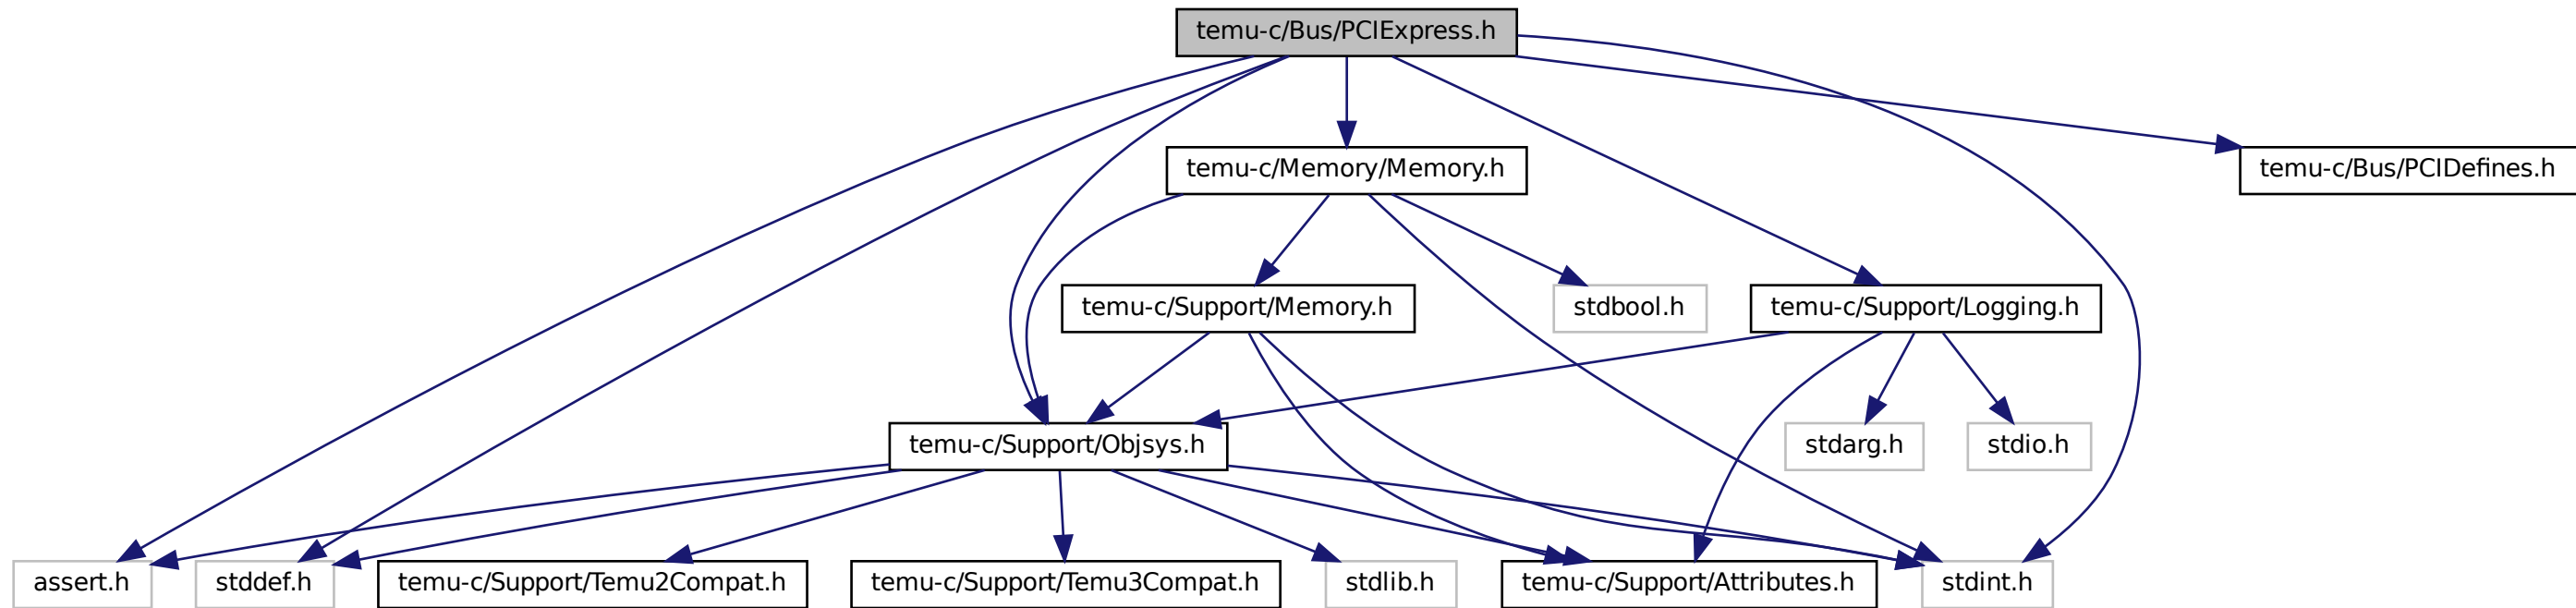 temu-c/Bus/PCIExpress.h
temu-c/Memory/Memory.h
temu-c/Bus/PCIDefines.h
temu-c/Support/Memory.h
stdbool.h
temu-c/Support/Logging.h
temu-c/Support/Objsys.h
stdarg.h
stdio.h
assert.h
stddef.h
temu-c/Support/Temu2Compat.h
temu-c/Support/Temu3Compat.h
stdlib.h
temu-c/Support/Attributes.h
stdint.h